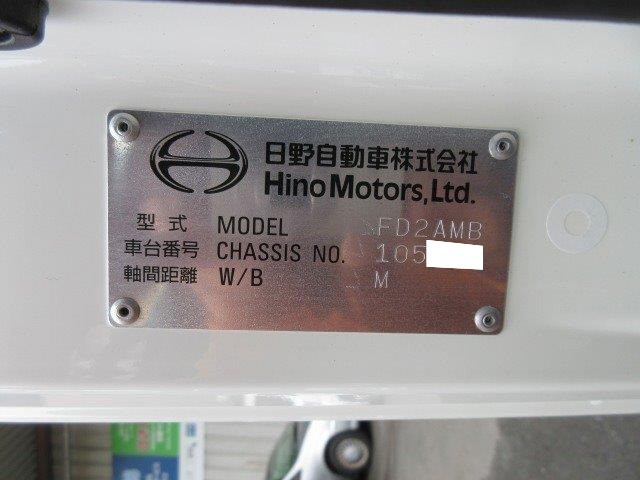 日野自動車株式会社
Hino Motors, Ltd.
型式 MODEL FD2AMB
車台番号 CHASSIS NO. 105
軸間距離 W/B M